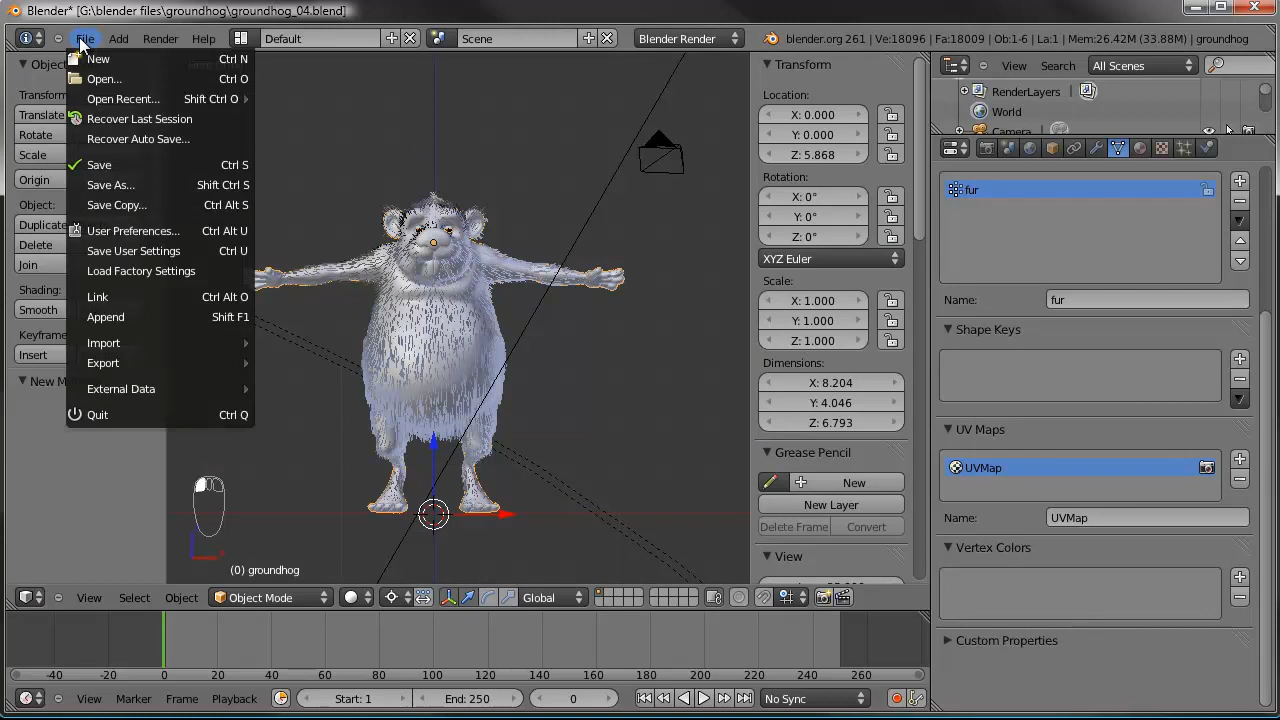 Blender* [G:\blender files\groundhog\groundhog_04.blend]
File Add Render Help Default Scene Blender Render blender.org 261 | Ve:18096 | Fa:18009 | Ob:1-6 | La:1 | Mem:26.42M (33.88M) | groundhog
New Ctrl N
Open... Ctrl O
Open Recent... Shift Ctrl O
Recover Last Session
Recover Auto Save...
Save Ctrl S
Save As... Shift Ctrl S
Save Copy... Ctrl Alt S
User Preferences... Ctrl Alt U
Save User Settings Ctrl U
Load Factory Settings
Link Ctrl Alt O
Append Shift F1
Import
Export
External Data
Quit Ctrl Q
Transform
Translate
Rotate
Scale
Origin
Object:
Duplicate
Delete
Join
Shading:
Smooth
Insert
(0) groundhog
Transform
Location:
X: 0.000
Y: 0.000
Z: 5.868
Rotation:
X: 0°
Y: 0°
Z: 0°
XYZ Euler
Scale:
X: 1.000
Y: 1.000
Z: 1.000
Dimensions:
X: 8.204
Y: 4.046
Z: 6.793
Grease Pencil
New
New Layer
Delete Frame Convert
View
View Search All Scenes
RenderLayers |
World
Camera
fur
Name: fur
Shape Keys
UV Maps
UVMap
Name: UVMap
Vertex Colors
Custom Properties
View Select Object Object Mode Global
-40 -20 0 20 40 60 80 100 120 140 160 180 200 220 240 260
View Marker Frame Playback Start: 1 End: 250 0 No Sync